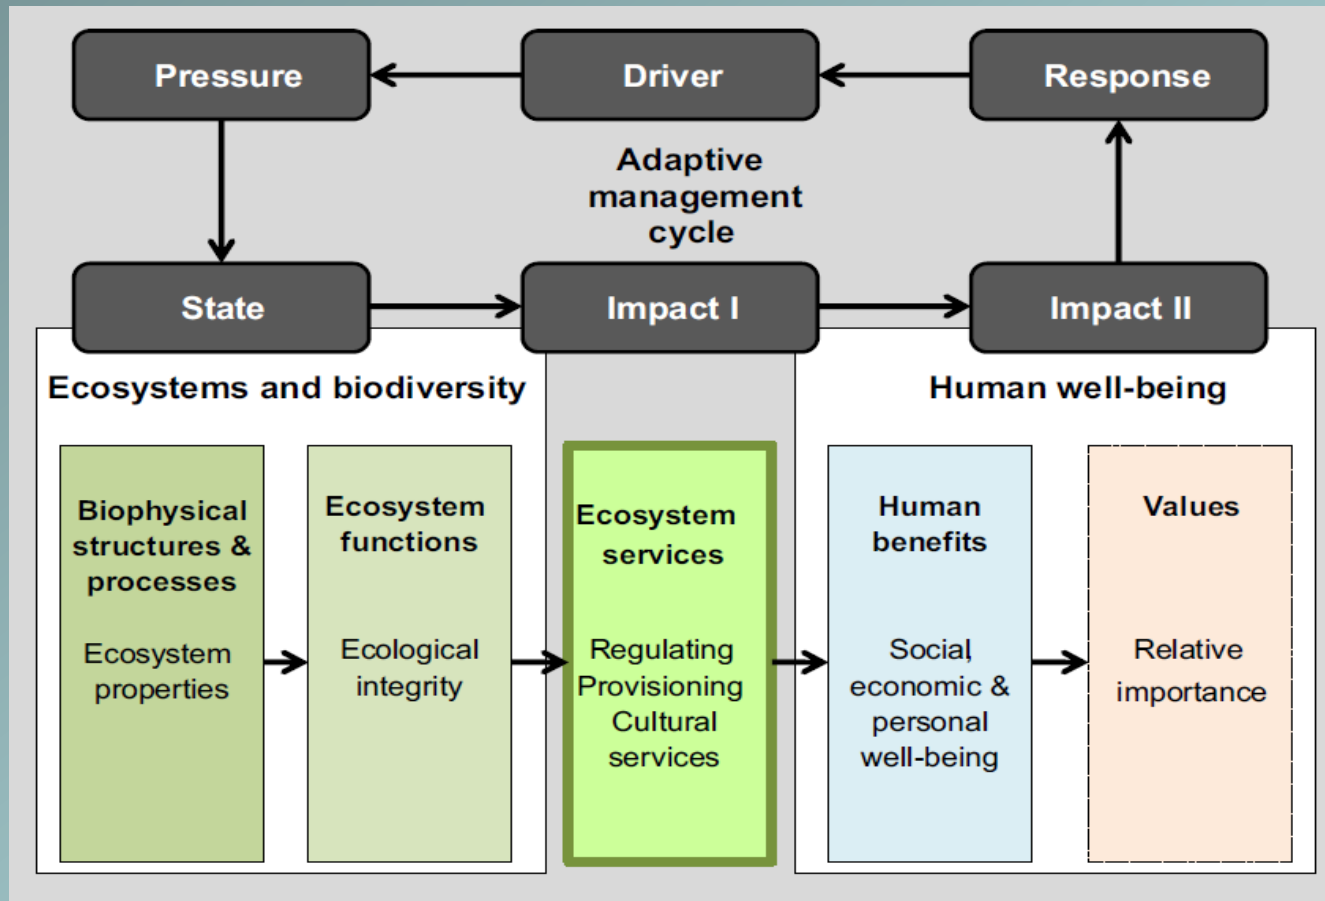 Pressure
Driver
Response
Adaptive
management
cycle
State
Impact I
Impact II
Ecosystems and biodiversity
Human well-being
Biophysical
structures &
processes
Ecosystem
properties
Ecosystem
functions
Ecological
integrity
Ecosystem
services
Regulating
Provisioning
Cultural
services
Human
benefits
Social,
economic &
personal
well-being
Values
Relative
importance